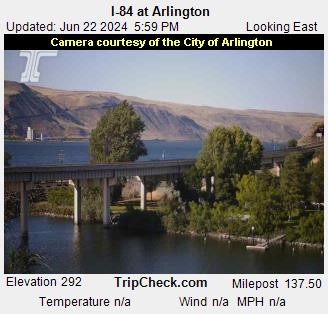 I-84 at Arlington
Updated: Jun 22 2024 5:59 PM Looking East
Camera courtesy of the City of Arlington
Elevation 292 TripCheck.com Milepost 137.50
Temperature n/a Wind n/a MPH n/a